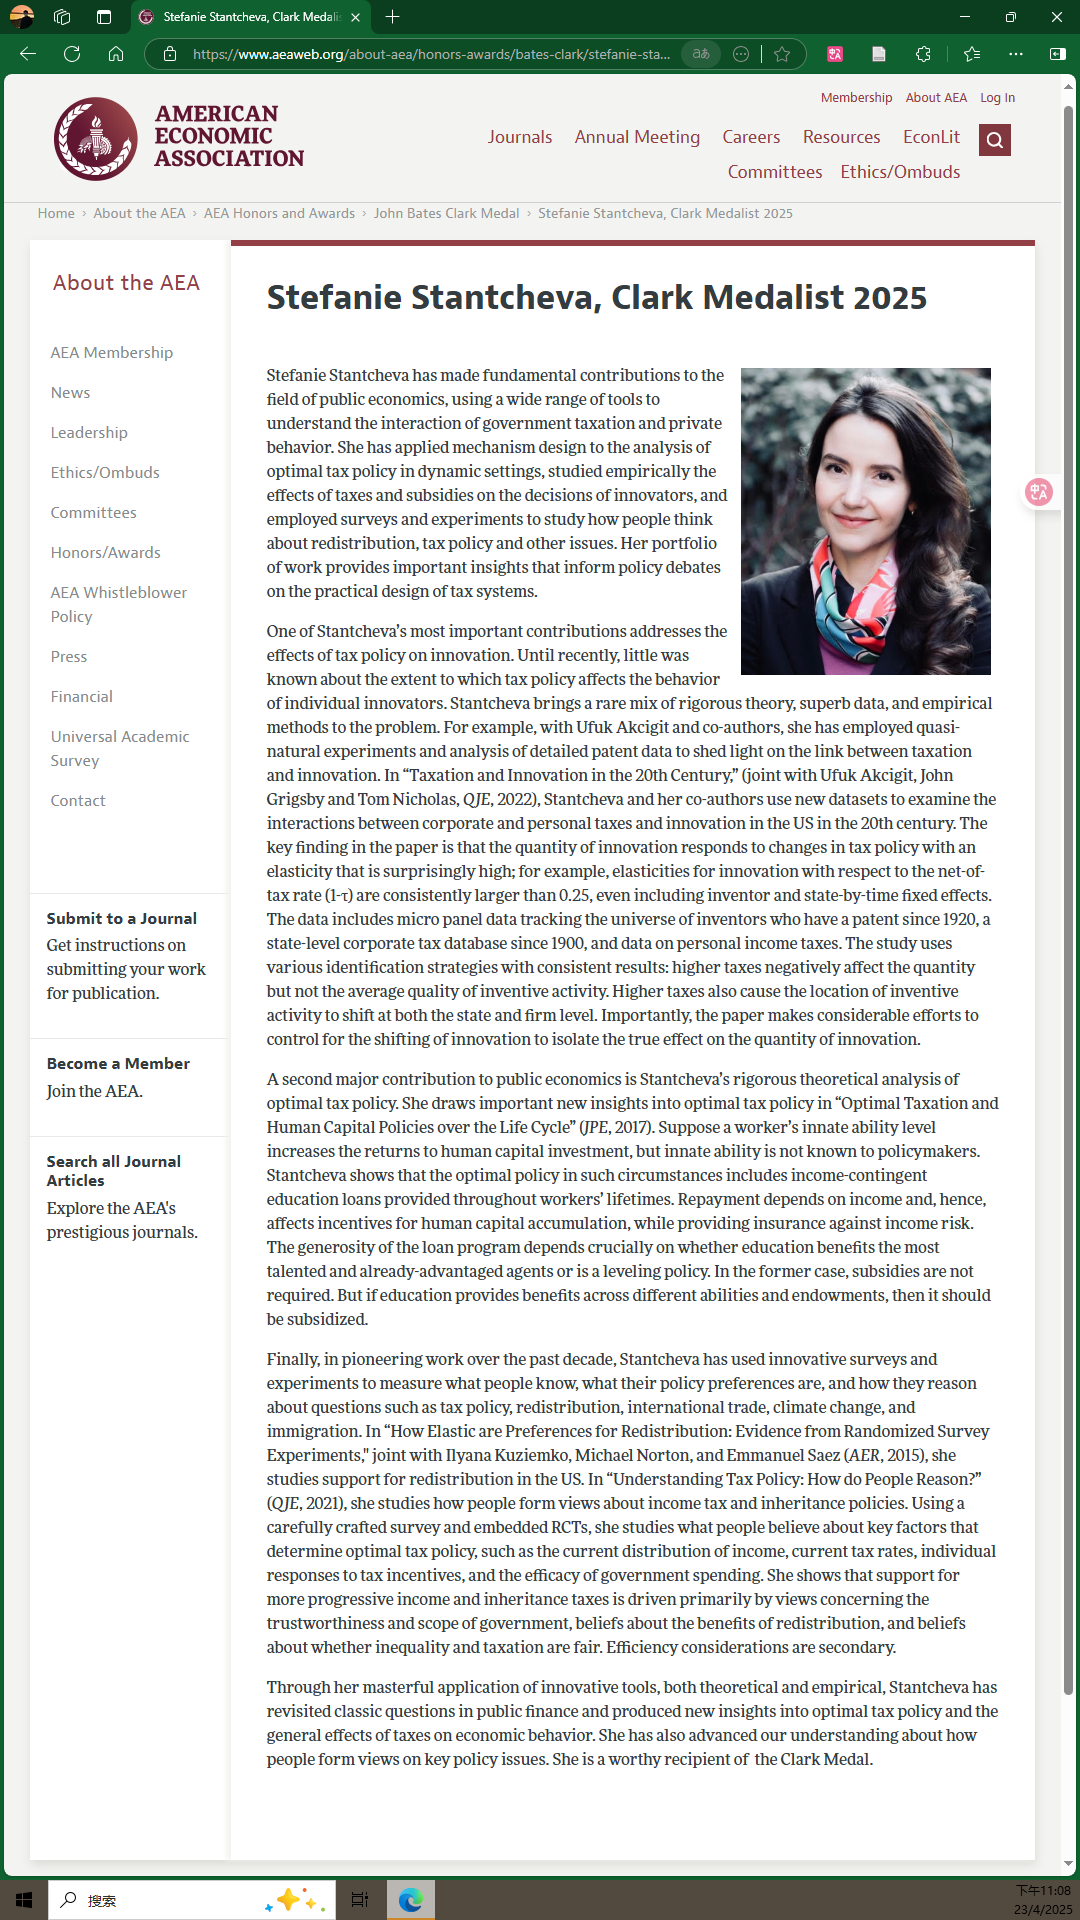 Stefanie Stantcheva, Clark Medali
https://www.aeaweb.org/about-aea/honors-awards/bates-clark/stefanie-sta...
Membership About AEA Log In
AMERICAN
ECONOMIC
ASSOCIATION
Journals Annual Meeting Careers Resources EconLit
Committees Ethics/Ombuds
Home › About the AEA › AEA Honors and Awards › John Bates Clark Medal › Stefanie Stantcheva, Clark Medalist 2025
About the AEA
AEA Membership
News
Leadership
Ethics/Ombuds
Committees
Honors/Awards
AEA Whistleblower
Policy
Press
Financial
Universal Academic
Survey
Contact
Submit to a Journal
Get instructions on
submitting your work
for publication.
Become a Member
Join the AEA.
Search all Journal
Articles
Explore the AEA's
prestigious journals.
Stefanie Stantcheva, Clark Medalist 2025
Stefanie Stantcheva has made fundamental contributions to the
field of public economics, using a wide range of tools to
understand the interaction of government taxation and private
behavior. She has applied mechanism design to the analysis of
optimal tax policy in dynamic settings, studied empirically the
effects of taxes and subsidies on the decisions of innovators, and
employed surveys and experiments to study how people think
about redistribution, tax policy and other issues. Her portfolio
of work provides important insights that inform policy debates
on the practical design of tax systems.
One of Stantcheva’s most important contributions addresses the
effects of tax policy on innovation. Until recently, little was
known about the extent to which tax policy affects the behavior
of individual innovators. Stantcheva brings a rare mix of rigorous theory, superb data, and empirical
methods to the problem. For example, with Ufuk Akcigit and co-authors, she has employed quasi-
natural experiments and analysis of detailed patent data to shed light on the link between taxation
and innovation. In “Taxation and Innovation in the 20th Century,” (joint with Ufuk Akcigit, John
Grigsby and Tom Nicholas, QJE, 2022), Stantcheva and her co-authors use new datasets to examine the
interactions between corporate and personal taxes and innovation in the US in the 20th century. The
key finding in the paper is that the quantity of innovation responds to changes in tax policy with an
elasticity that is surprisingly high; for example, elasticities for innovation with respect to the net-of-
tax rate (1-τ) are consistently larger than 0.25, even including inventor and state-by-time fixed effects.
The data includes micro panel data tracking the universe of inventors who have a patent since 1920, a
state-level corporate tax database since 1900, and data on personal income taxes. The study uses
various identification strategies with consistent results: higher taxes negatively affect the quantity
but not the average quality of inventive activity. Higher taxes also cause the location of inventive
activity to shift at both the state and firm level. Importantly, the paper makes considerable efforts to
control for the shifting of innovation to isolate the true effect on the quantity of innovation.
A second major contribution to public economics is Stantcheva’s rigorous theoretical analysis of
optimal tax policy. She draws important new insights into optimal tax policy in “Optimal Taxation and
Human Capital Policies over the Life Cycle” (JPE, 2017). Suppose a worker’s innate ability level
increases the returns to human capital investment, but innate ability is not known to policymakers.
Stantcheva shows that the optimal policy in such circumstances includes income-contingent
education loans provided throughout workers’ lifetimes. Repayment depends on income and, hence,
affects incentives for human capital accumulation, while providing insurance against income risk.
The generosity of the loan program depends crucially on whether education benefits the most
talented and already-advantaged agents or is a leveling policy. In the former case, subsidies are not
required. But if education provides benefits across different abilities and endowments, then it should
be subsidized.
Finally, in pioneering work over the past decade, Stantcheva has used innovative surveys and
experiments to measure what people know, what their policy preferences are, and how they reason
about questions such as tax policy, redistribution, international trade, climate change, and
immigration. In “How Elastic are Preferences for Redistribution: Evidence from Randomized Survey
Experiments," joint with Ilyana Kuziemko, Michael Norton, and Emmanuel Saez (AER, 2015), she
studies support for redistribution in the US. In “Understanding Tax Policy: How do People Reason?”
(QJE, 2021), she studies how people form views about income tax and inheritance policies. Using a
carefully crafted survey and embedded RCTs, she studies what people believe about key factors that
determine optimal tax policy, such as the current distribution of income, current tax rates, individual
responses to tax incentives, and the efficacy of government spending. She shows that support for
more progressive income and inheritance taxes is driven primarily by views concerning the
trustworthiness and scope of government, beliefs about the benefits of redistribution, and beliefs
about whether inequality and taxation are fair. Efficiency considerations are secondary.
Through her masterful application of innovative tools, both theoretical and empirical, Stantcheva has
revisited classic questions in public finance and produced new insights into optimal tax policy and the
general effects of taxes on economic behavior. She has also advanced our understanding about how
people form views on key policy issues. She is a worthy recipient of the Clark Medal.
搜索
下午11:08
23/4/2025